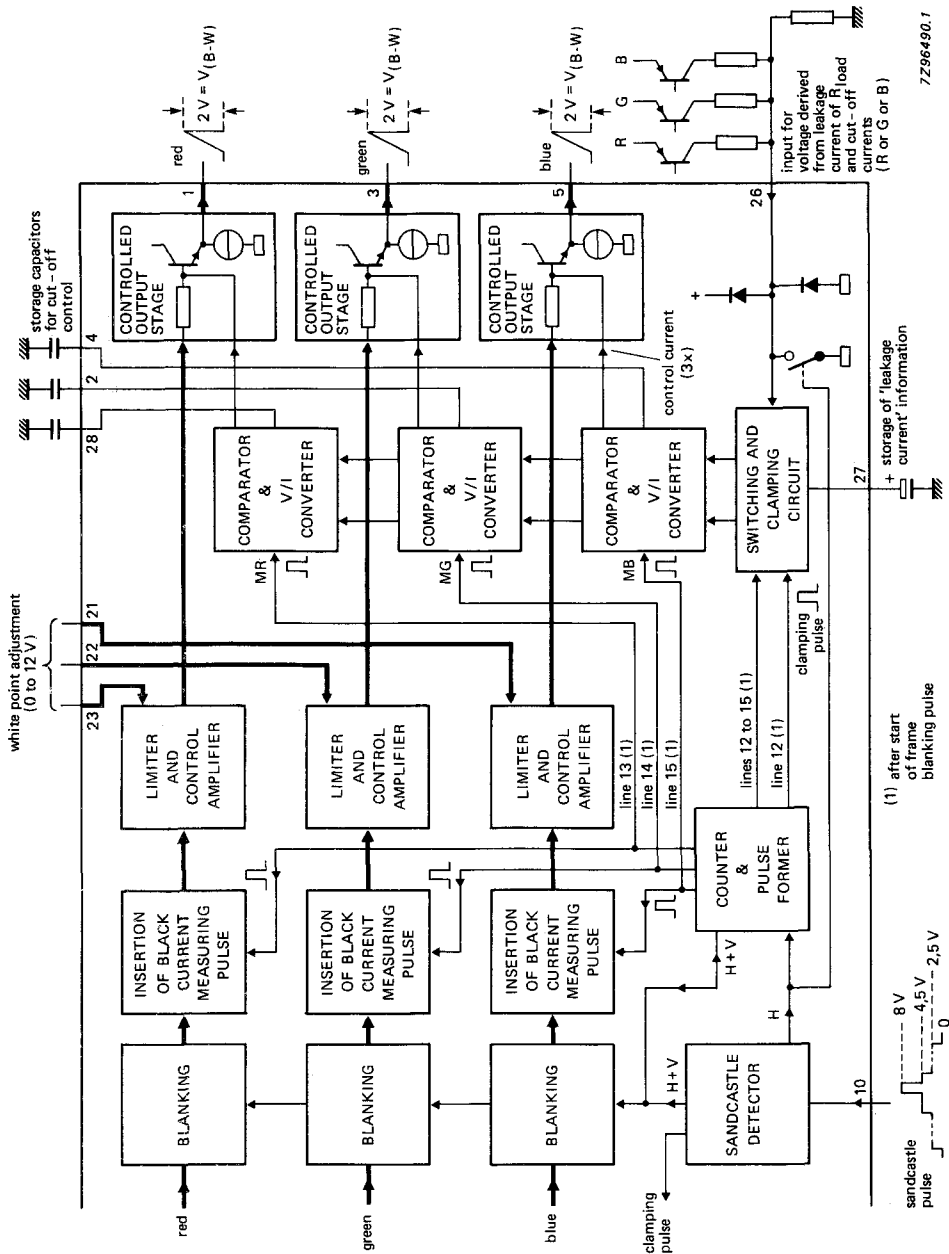 white point adjustment
(0 to 12 V)
23
22
21
storage capacitors
for cut-off
control
28
2
4
red
BLANKING
INSERTION
OF BLACK
CURRENT
MEASURING
PULSE
LIMITER
AND
CONTROL
AMPLIFIER
CONTROLLED
OUTPUT
STAGE
1
red
2 V = V(B-W)
COMPARATOR
&
V/I
CONVERTER
MR
green
BLANKING
INSERTION
OF BLACK
CURRENT
MEASURING
PULSE
LIMITER
AND
CONTROL
AMPLIFIER
CONTROLLED
OUTPUT
STAGE
3
green
2 V = V(B-W)
COMPARATOR
&
V/I
CONVERTER
MG
blue
BLANKING
INSERTION
OF BLACK
CURRENT
MEASURING
PULSE
LIMITER
AND
CONTROL
AMPLIFIER
CONTROLLED
OUTPUT
STAGE
5
blue
2 V = V(B-W)
COMPARATOR
&
V/I
CONVERTER
MB
control current
(3x)
line 13 (1)
line 14 (1)
line 15 (1)
clamping
pulse
SANDCASTLE
DETECTOR
H+V
H+V
H
COUNTER
&
PULSE
FORMER
lines 12 to 15 (1)
line 12 (1)
clamping
pulse
SWITCHING AND
CLAMPING
CIRCUIT
+
R
G
B
26
input for
voltage derived
from leakage
current of Rload
and cut-off
currents
(R or G or B)
10
sandcastle
pulse
8 V
4,5 V
2,5 V
0
(1) after start
of frame
blanking pulse
27
+ storage of 'leakage
current' information
7Z96490.1